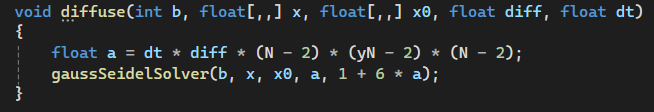 void diffuse(int b, float[,,] x, float[,,] x0, float diff, float dt)
{
float a = dt * diff * (N - 2) * (yN - 2) * (N - 2);
gaussSeidelSolver(b, x, x0, a, 1 + 6 * a);
}